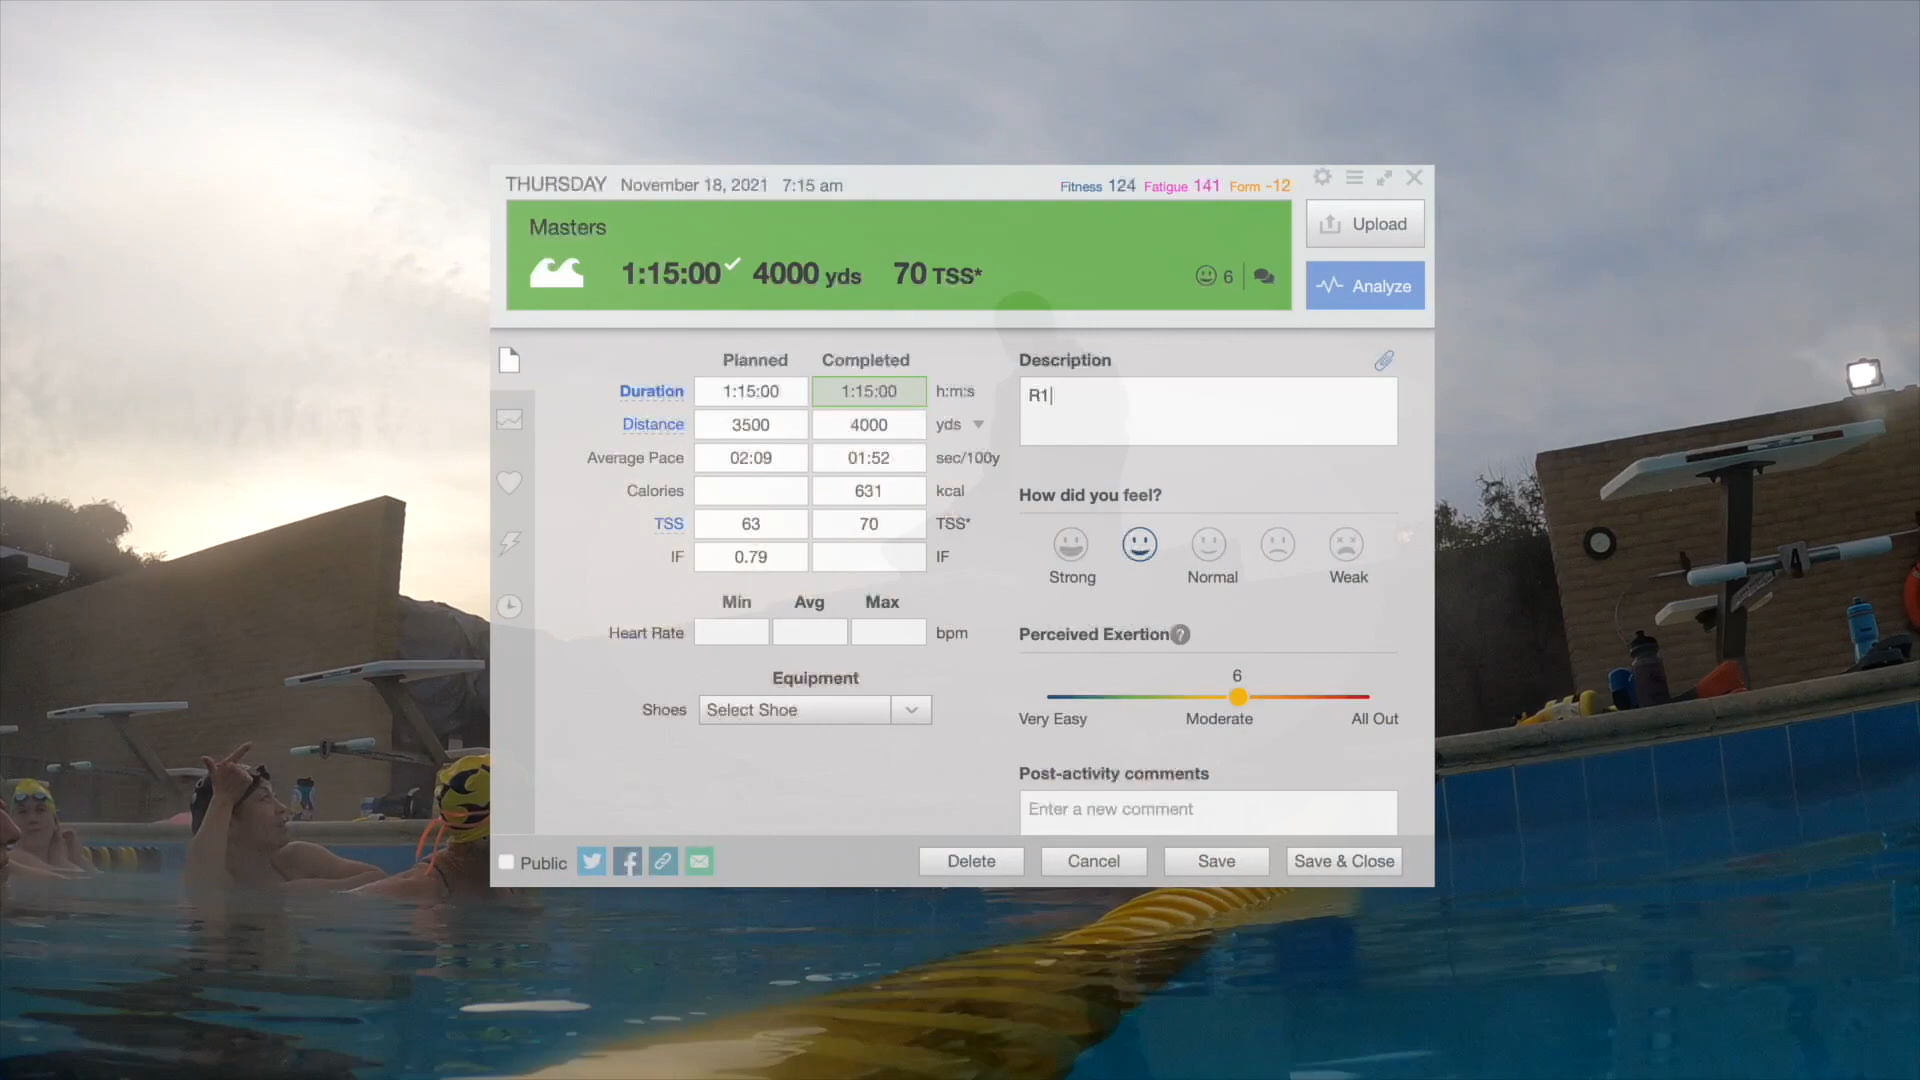 THURSDAY November 18, 2021 7:15 am Fitness 124 Fatigue 141 Form -12
Masters
Upload
1:15:00 4000 yds 70 TSS* 6
Analyze
Planned Completed
Duration 1:15:00 1:15:00 h:m:s
Distance 3500 4000 yds
Average Pace 02:09 01:52 sec/100y
Calories 631 kcal
TSS 63 70 TSS*
IF 0.79 IF
Min Avg Max
Heart Rate bpm
Equipment
Shoes Select Shoe
Description
R1
How did you feel?
Strong Normal Weak
Perceived Exertion ?
6
Very Easy Moderate All Out
Post-activity comments
Enter a new comment
Public Delete Cancel Save Save & Close
A